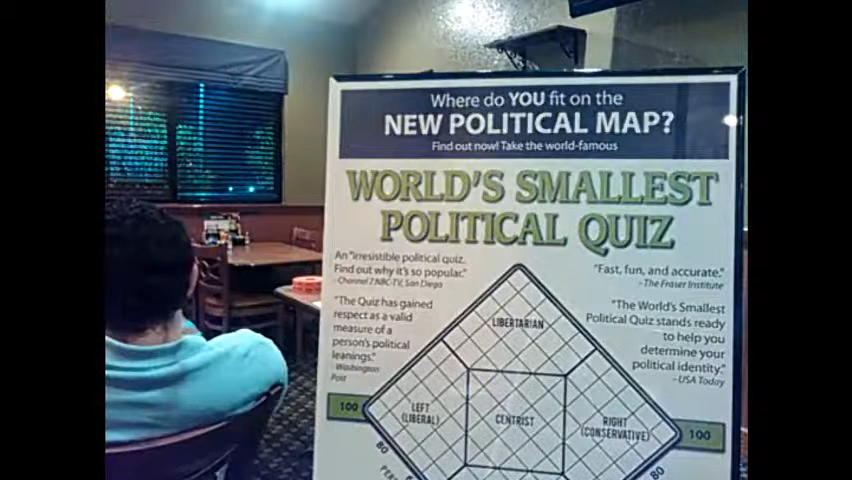 Where do YOU fit on the
NEW POLITICAL MAP?
Find out now! Take the world-famous
WORLD'S SMALLEST
POLITICAL QUIZ
An "irresistible political quiz.
Find out why it's so popular."
- Channel 7 NBC-TV, San Diego
"The Quiz has gained
respect as a valid
measure of a
person's political
leanings."
- Washington
Post
"Fast, fun, and accurate."
- The Fraser Institute
"The World's Smallest
Political Quiz stands ready
to help you
determine your
political identity."
- USA Today
LIBERTARIAN
LEFT
(LIBERAL)
CENTRIST
RIGHT
(CONSERVATIVE)
100
100
80
80